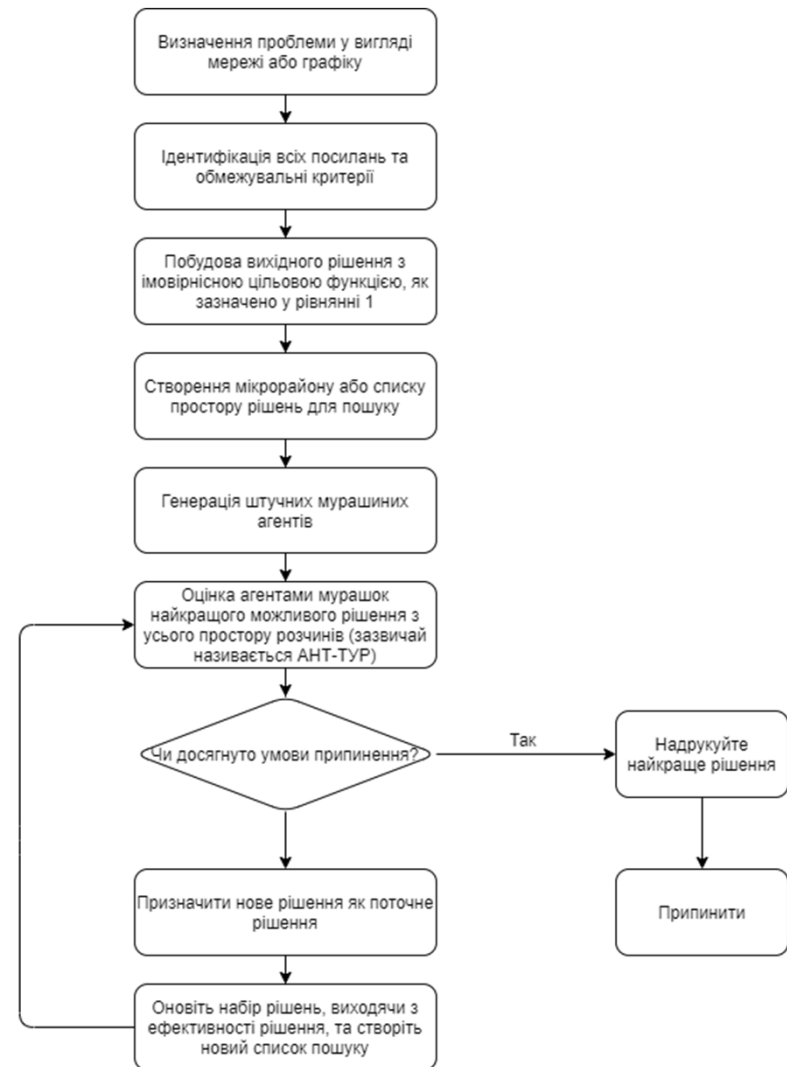 Визначення проблеми у вигляді
мережі або графіку
Ідентифікація всіх посилань та
обмежувальні критерії
Побудова вихідного рішення з
імовірнісною цільовою функцією, як
зазначено у рівнянні 1
Створення мікрорайону або списку
простору рішень для пошуку
Генерація штучних мурашиних
агентів
Оцінка агентами мурашок
найкращого можливого рішення з
усього простору розчинів (зазвичай
називається АНТ-ТУР)
Чи досягнуто умови припинення?
Так
Надрукуйте
найкраще рішення
Припинити
Призначити нове рішення як поточне
рішення
Оновіть набір рішень, виходячи з
ефективності рішення, та створіть
новий список пошуку